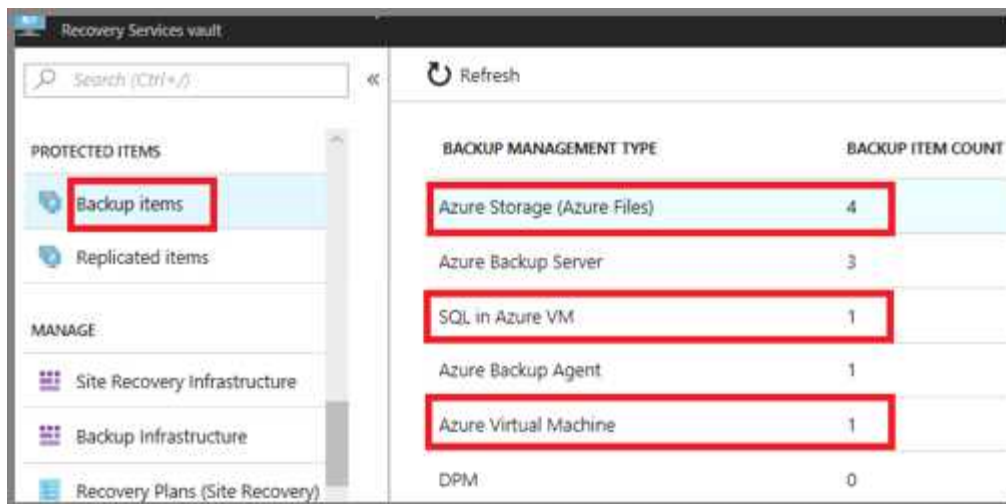 Recovery Services vault
Search (Ctrl+/)
«
Refresh
PROTECTED ITEMS
Backup items
Replicated items
MANAGE
Site Recovery Infrastructure
Backup Infrastructure
Recovery Plans (Site Recovery)
BACKUP MANAGEMENT TYPE BACKUP ITEM COUNT
Azure Storage (Azure Files) 4
Azure Backup Server 3
SQL in Azure VM 1
Azure Backup Agent 1
Azure Virtual Machine 1
DPM 0